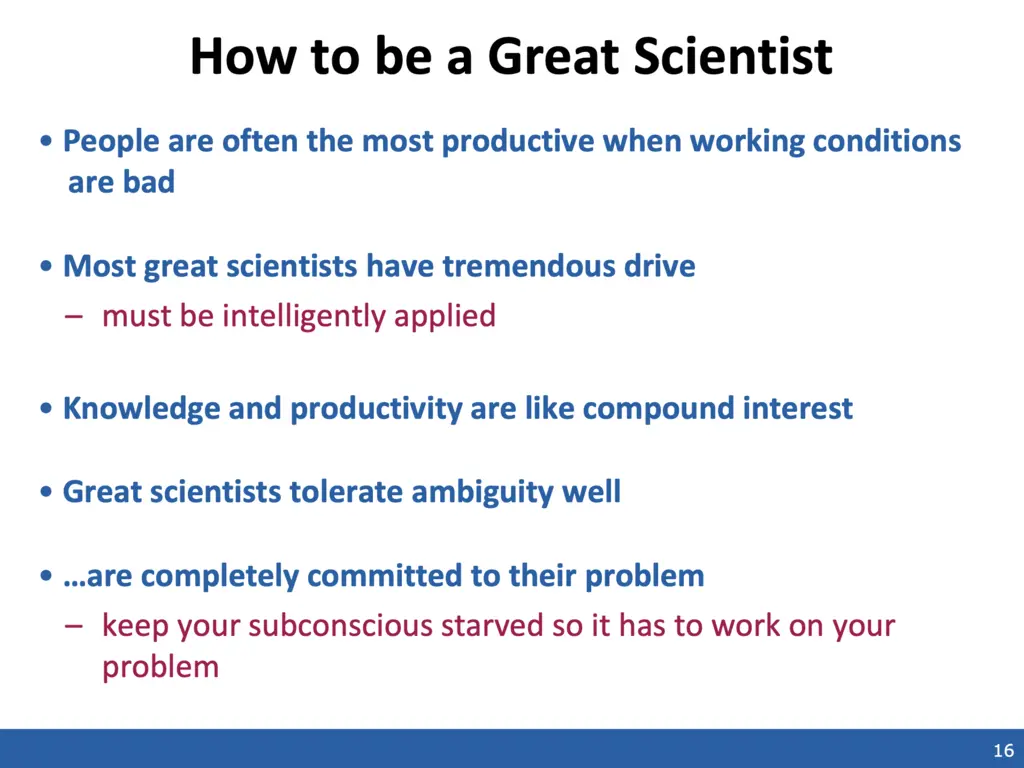 How to be a Great Scientist
• People are often the most productive when working conditions
are bad
• Most great scientists have tremendous drive
– must be intelligently applied
• Knowledge and productivity are like compound interest
• Great scientists tolerate ambiguity well
• …are completely committed to their problem
– keep your subconscious starved so it has to work on your
problem
16